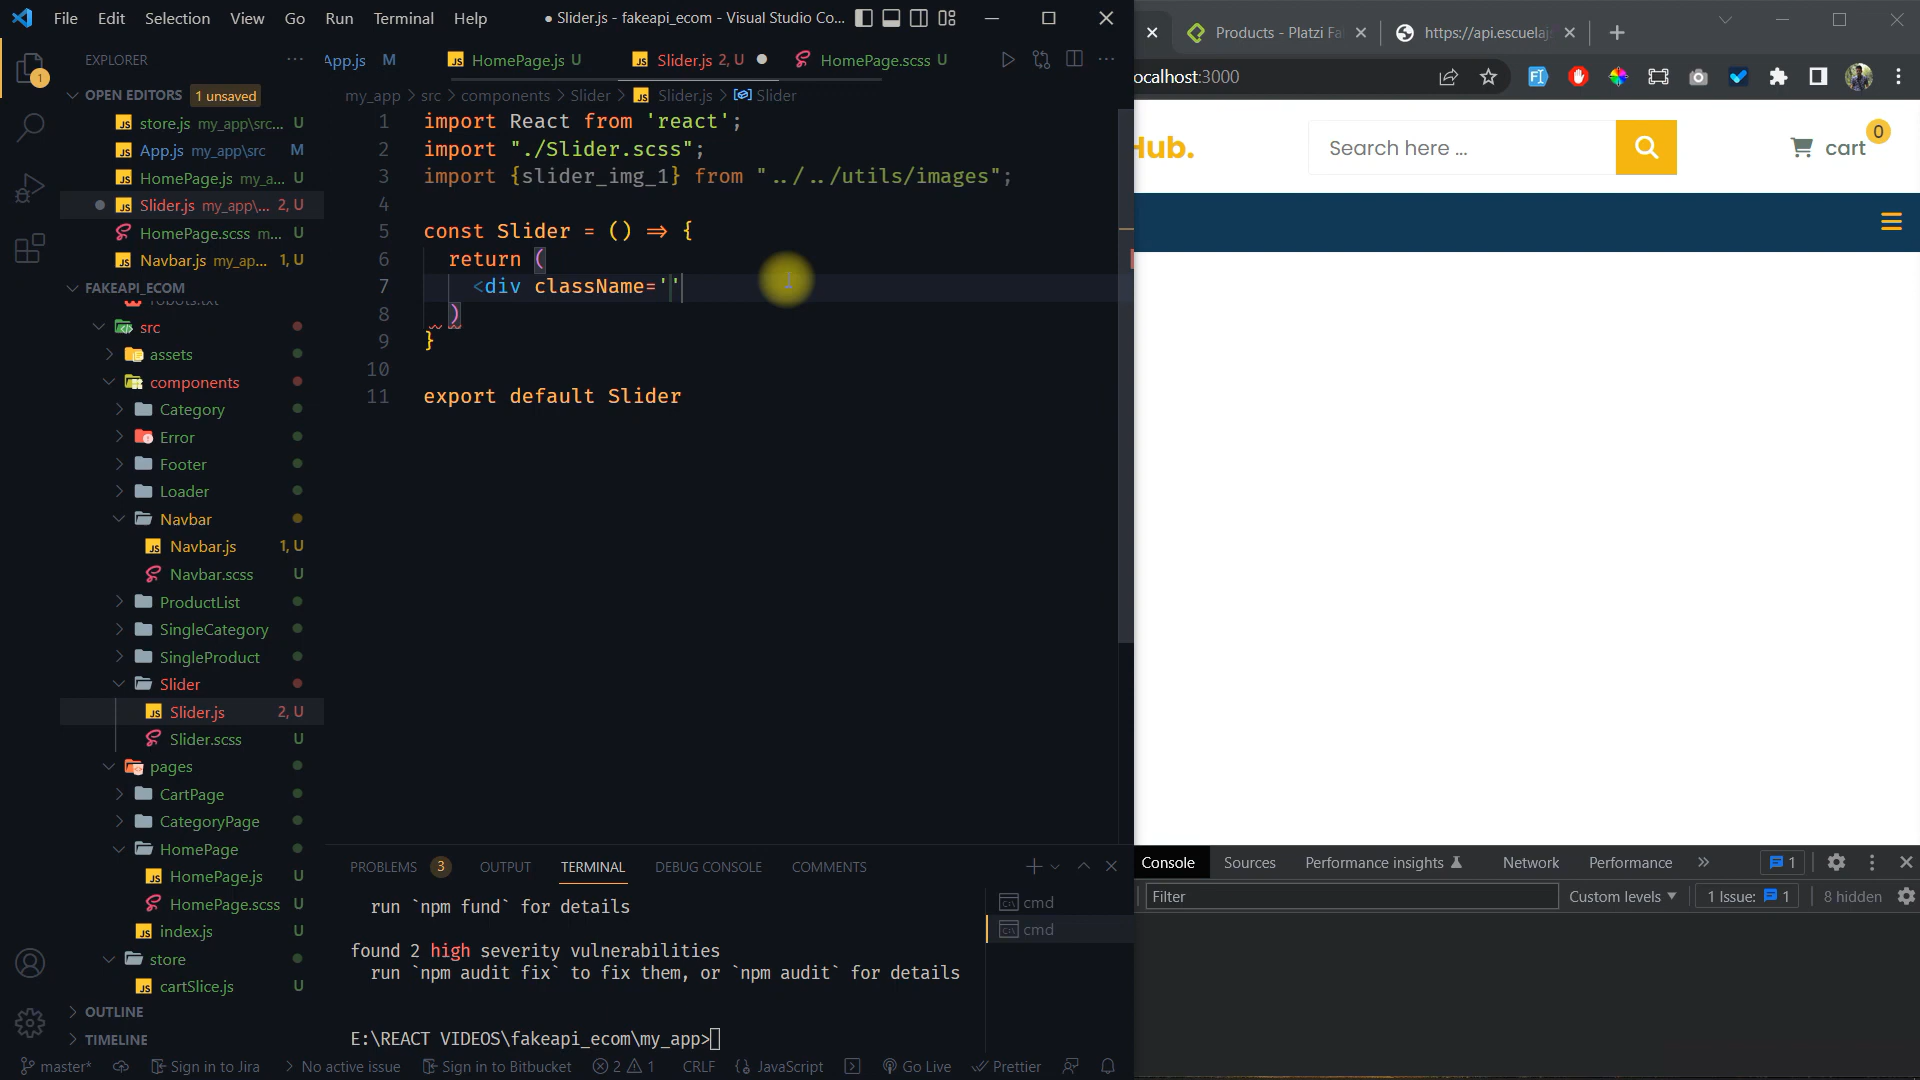 File Edit Selection View Go Run Terminal Help
● Slider.js - fakeapi_ecom - Visual Studio Co...
EXPLORER
OPEN EDITORS 1 unsaved
store.js my_app\src... U
App.js my_app\src M
HomePage.js my_a... U
Slider.js my_app\... 2, U
HomePage.scss m... U
Navbar.js my_ap... 1, U
FAKEAPI_ECOM
robots.txt
src
assets
components
Category
Error
Footer
Loader
Navbar
Navbar.js 1, U
Navbar.scss U
ProductList
SingleCategory
SingleProduct
Slider
Slider.js 2, U
Slider.scss U
pages
CartPage
CategoryPage
HomePage
HomePage.js U
HomePage.scss U
index.js U
store
cartSlice.js U
OUTLINE
TIMELINE
App.js M HomePage.js U Slider.js 2, U ● HomePage.scss U
my_app > src > components > Slider > Slider.js > Slider
1 import React from 'react';
2 import "./Slider.scss";
3 import {slider_img_1} from "../../utils/images";
4
5 const Slider = () => {
6 return (
7 <div className=''
8 )
9 }
10
11 export default Slider
PROBLEMS 3 OUTPUT TERMINAL DEBUG CONSOLE COMMENTS
run `npm fund` for details
found 2 high severity vulnerabilities
run `npm audit fix` to fix them, or `npm audit` for details
E:\REACT VIDEOS\fakeapi_ecom\my_app>
cmd
cmd
master* Sign in to Jira No active issue Sign in to Bitbucket 2 1 CRLF JavaScript Go Live Prettier
Products - Platzi Fa
https://api.escuelaj
ocalhost:3000
Hub.
Search here ...
cart 0
Console Sources Performance insights Network Performance » 1
Filter Custom levels 1 Issue: 1 8 hidden